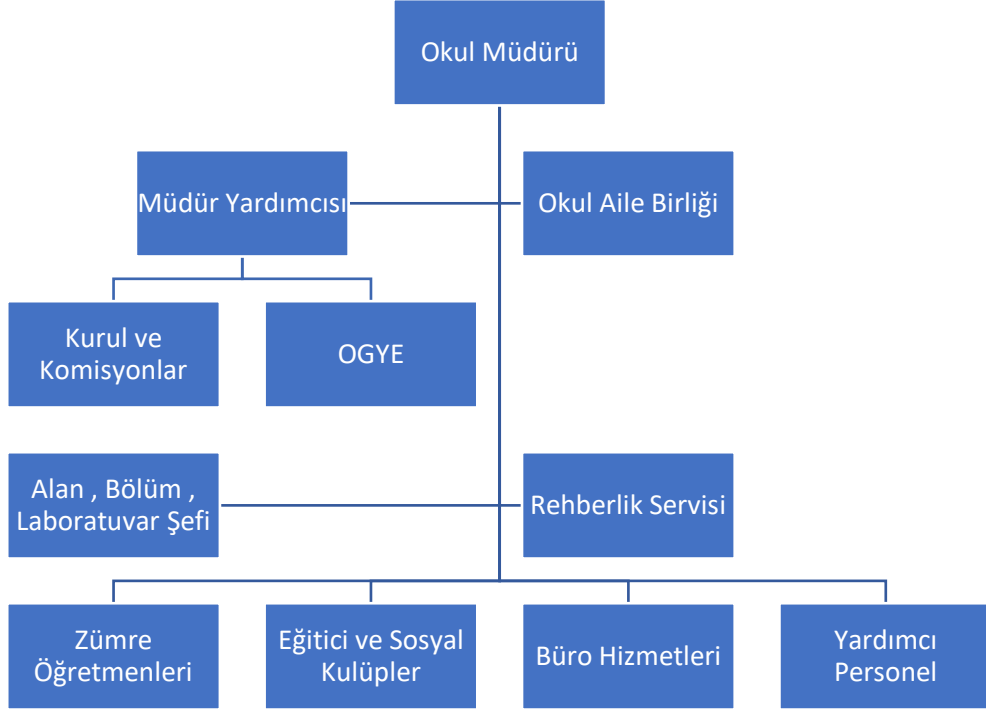 Okul Müdürü
Müdür Yardımcısı
Okul Aile Birliği
Kurul ve
Komisyonlar
OGYE
Alan , Bölüm ,
Laboratuvar Şefi
Rehberlik Servisi
Zümre
Öğretmenleri
Eğitici ve Sosyal
Kulüpler
Büro Hizmetleri
Yardımcı
Personel